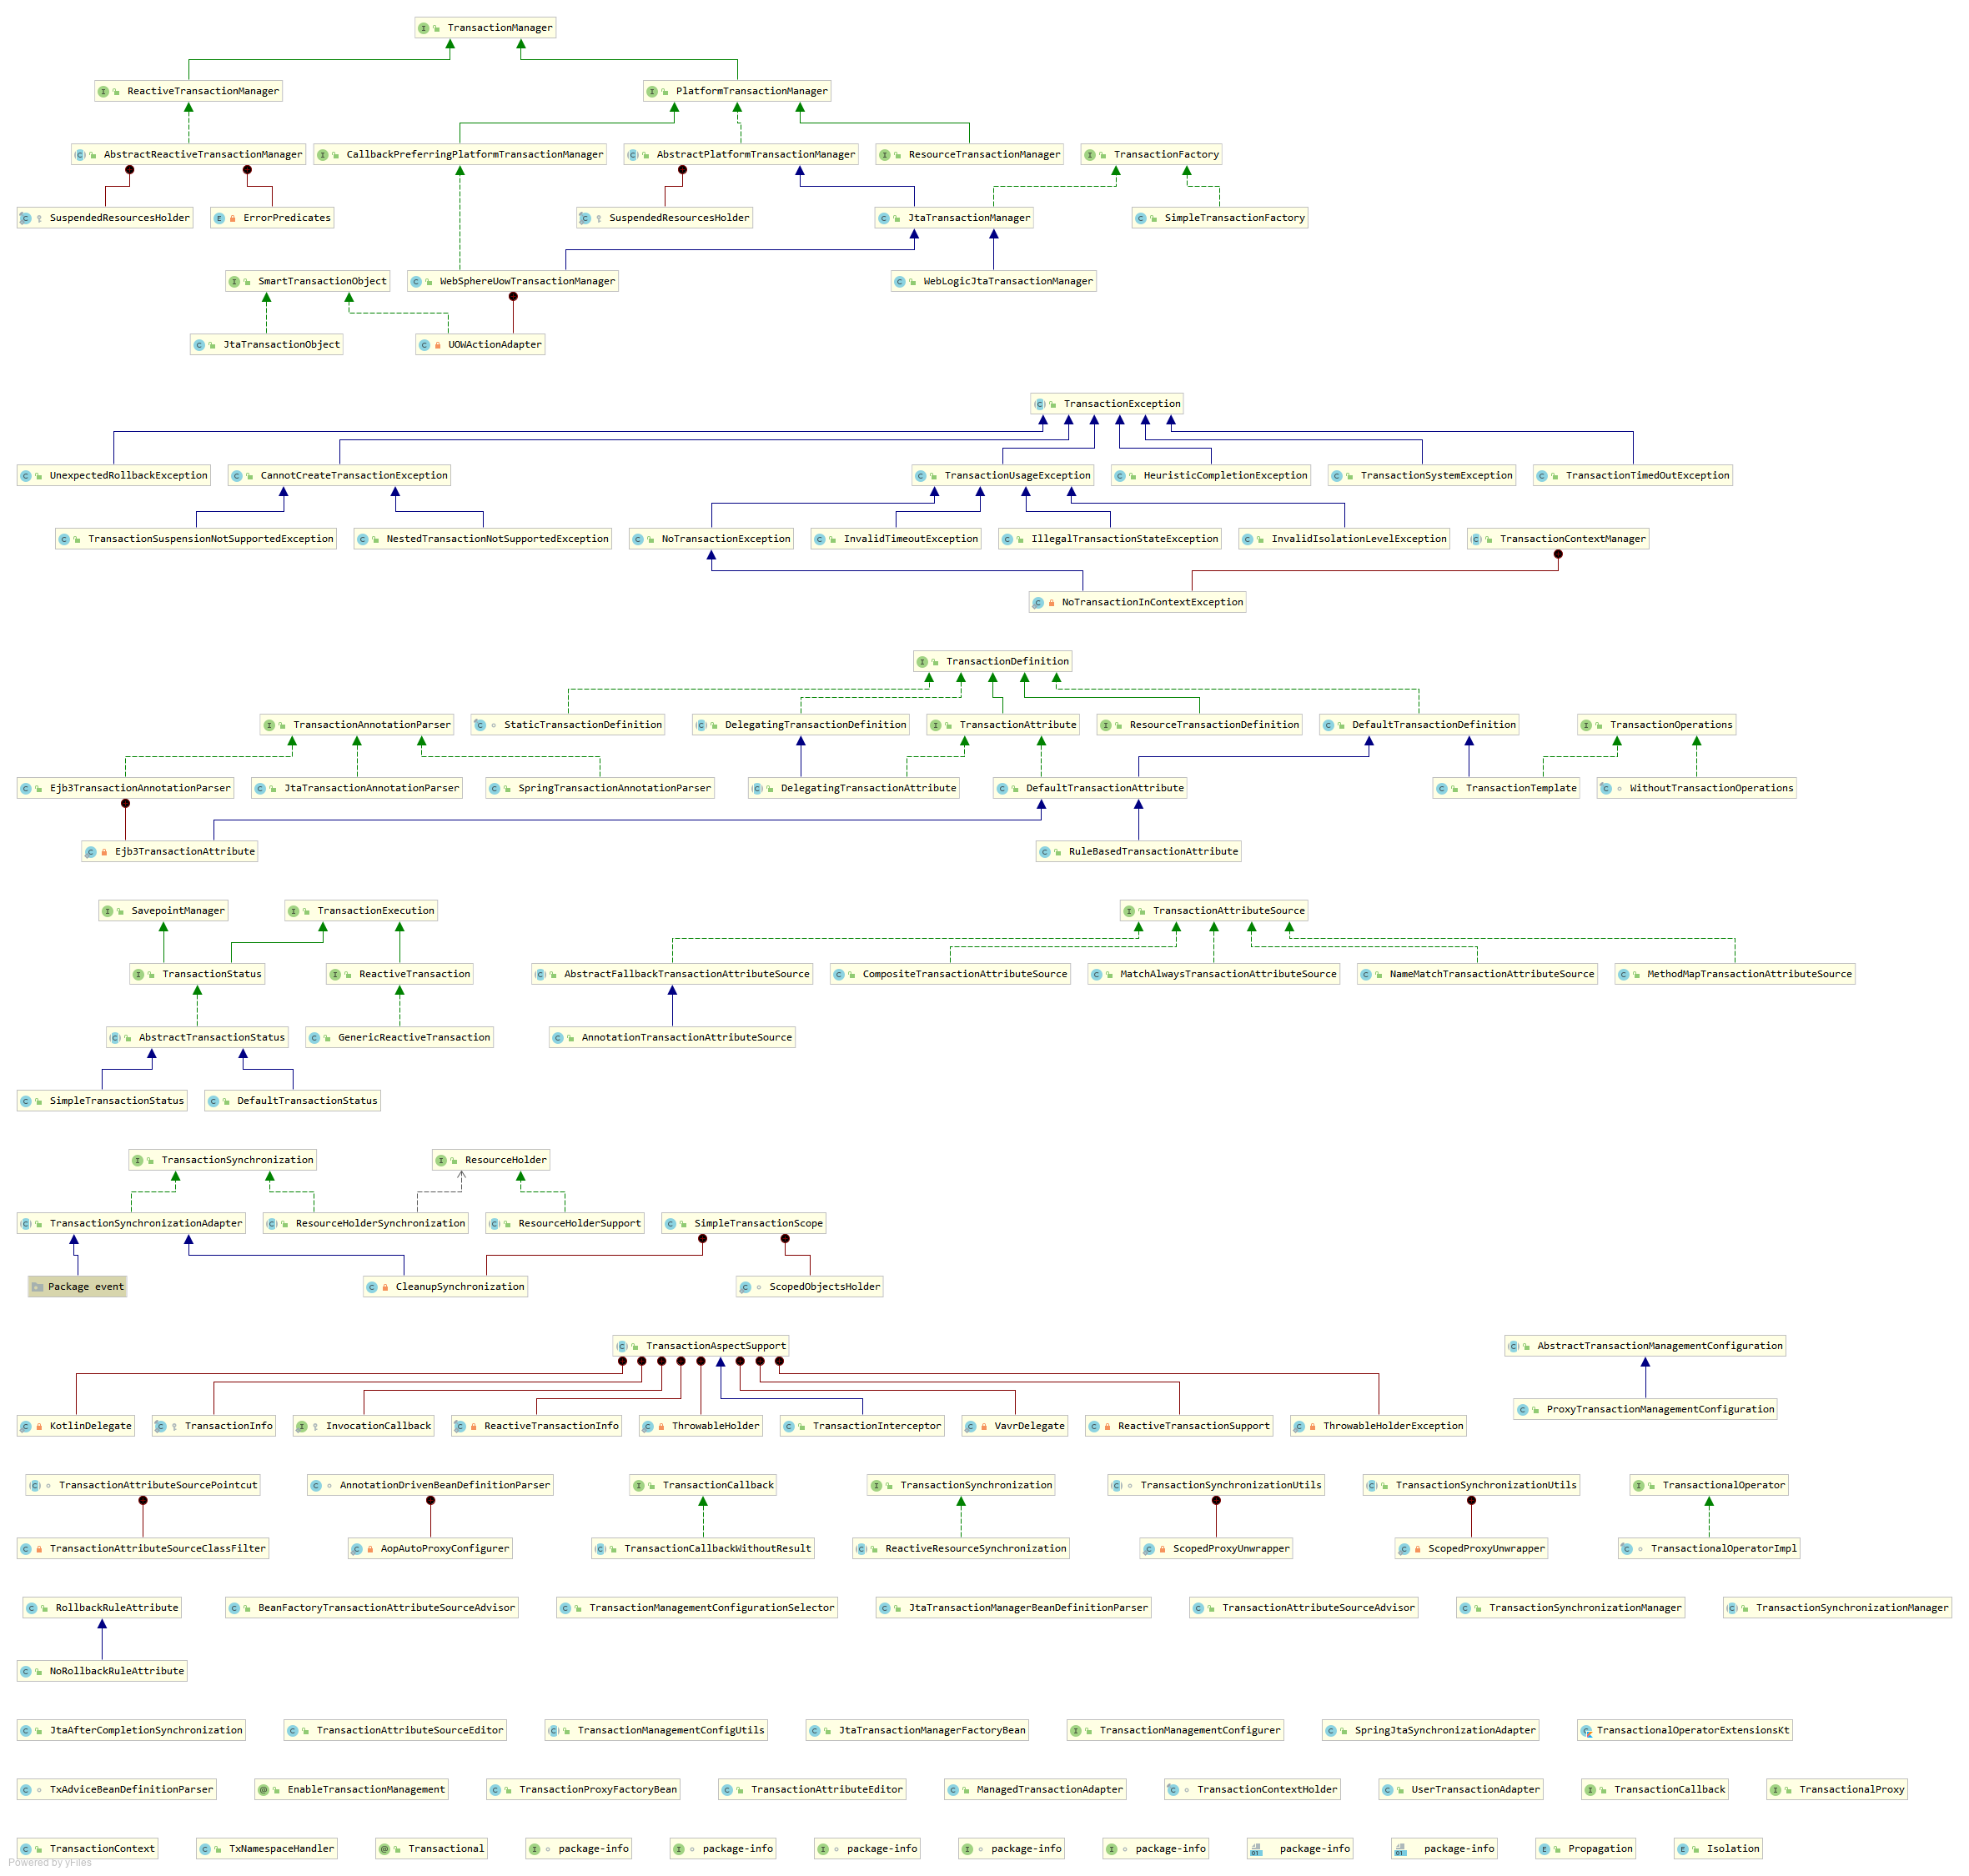 TransactionManager
ReactiveTransactionManager
PlatformTransactionManager
AbstractReactiveTransactionManager
CallbackPreferringPlatformTransactionManager
AbstractPlatformTransactionManager
ResourceTransactionManager
TransactionFactory
SuspendedResourcesHolder
ErrorPredicates
SuspendedResourcesHolder
JtaTransactionManager
SimpleTransactionFactory
SmartTransactionObject
WebSphereUowTransactionManager
WebLogicJtaTransactionManager
JtaTransactionObject
UOWActionAdapter
TransactionException
UnexpectedRollbackException
CannotCreateTransactionException
TransactionUsageException
HeuristicCompletionException
TransactionSystemException
TransactionTimedOutException
TransactionSuspensionNotSupportedException
NestedTransactionNotSupportedException
NoTransactionException
InvalidTimeoutException
IllegalTransactionStateException
InvalidIsolationLevelException
TransactionContextManager
NoTransactionInContextException
TransactionDefinition
TransactionAnnotationParser
StaticTransactionDefinition
DelegatingTransactionDefinition
TransactionAttribute
ResourceTransactionDefinition
DefaultTransactionDefinition
TransactionOperations
Ejb3TransactionAnnotationParser
JtaTransactionAnnotationParser
SpringTransactionAnnotationParser
DelegatingTransactionAttribute
DefaultTransactionAttribute
TransactionTemplate
WithoutTransactionOperations
Ejb3TransactionAttribute
RuleBasedTransactionAttribute
SavepointManager
TransactionExecution
TransactionAttributeSource
TransactionStatus
ReactiveTransaction
AbstractFallbackTransactionAttributeSource
CompositeTransactionAttributeSource
MatchAlwaysTransactionAttributeSource
NameMatchTransactionAttributeSource
MethodMapTransactionAttributeSource
AbstractTransactionStatus
GenericReactiveTransaction
AnnotationTransactionAttributeSource
SimpleTransactionStatus
DefaultTransactionStatus
TransactionSynchronization
ResourceHolder
TransactionSynchronizationAdapter
ResourceHolderSynchronization
ResourceHolderSupport
SimpleTransactionScope
Package event
CleanupSynchronization
ScopedObjectsHolder
TransactionAspectSupport
AbstractTransactionManagementConfiguration
KotlinDelegate
TransactionInfo
InvocationCallback
ReactiveTransactionInfo
ThrowableHolder
TransactionInterceptor
VavrDelegate
ReactiveTransactionSupport
ThrowableHolderException
ProxyTransactionManagementConfiguration
TransactionAttributeSourcePointcut
AnnotationDrivenBeanDefinitionParser
TransactionCallback
TransactionSynchronization
TransactionSynchronizationUtils
TransactionSynchronizationUtils
TransactionalOperator
TransactionAttributeSourceClassFilter
AopAutoProxyConfigurer
TransactionCallbackWithoutResult
ReactiveResourceSynchronization
ScopedProxyUnwrapper
ScopedProxyUnwrapper
TransactionalOperatorImpl
RollbackRuleAttribute
BeanFactoryTransactionAttributeSourceAdvisor
TransactionManagementConfigurationSelector
JtaTransactionManagerBeanDefinitionParser
TransactionAttributeSourceAdvisor
TransactionSynchronizationManager
TransactionSynchronizationManager
NoRollbackRuleAttribute
JtaAfterCompletionSynchronization
TransactionAttributeSourceEditor
TransactionManagementConfigUtils
JtaTransactionManagerFactoryBean
TransactionManagementConfigurer
SpringJtaSynchronizationAdapter
TransactionalOperatorExtensionsKt
TxAdviceBeanDefinitionParser
EnableTransactionManagement
TransactionProxyFactoryBean
TransactionAttributeEditor
ManagedTransactionAdapter
TransactionContextHolder
UserTransactionAdapter
TransactionCallback
TransactionalProxy
TransactionContext
TxNamespaceHandler
Transactional
package-info
package-info
package-info
package-info
package-info
package-info
package-info
Propagation
Isolation
Powered by yFiles